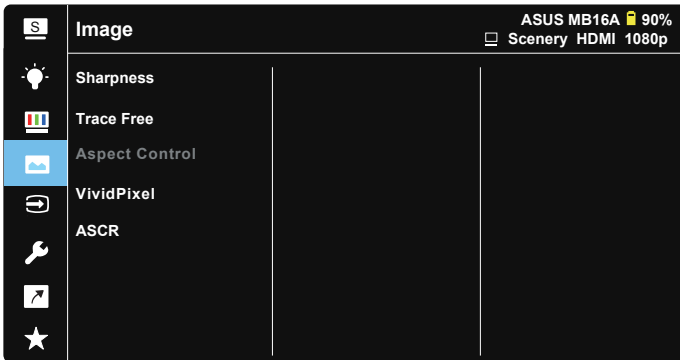 S
Image
ASUS MB16A 90%
Scenery HDMI 1080p
Sharpness
Trace Free
Aspect Control
VividPixel
ASCR